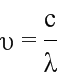 υ = c/λ